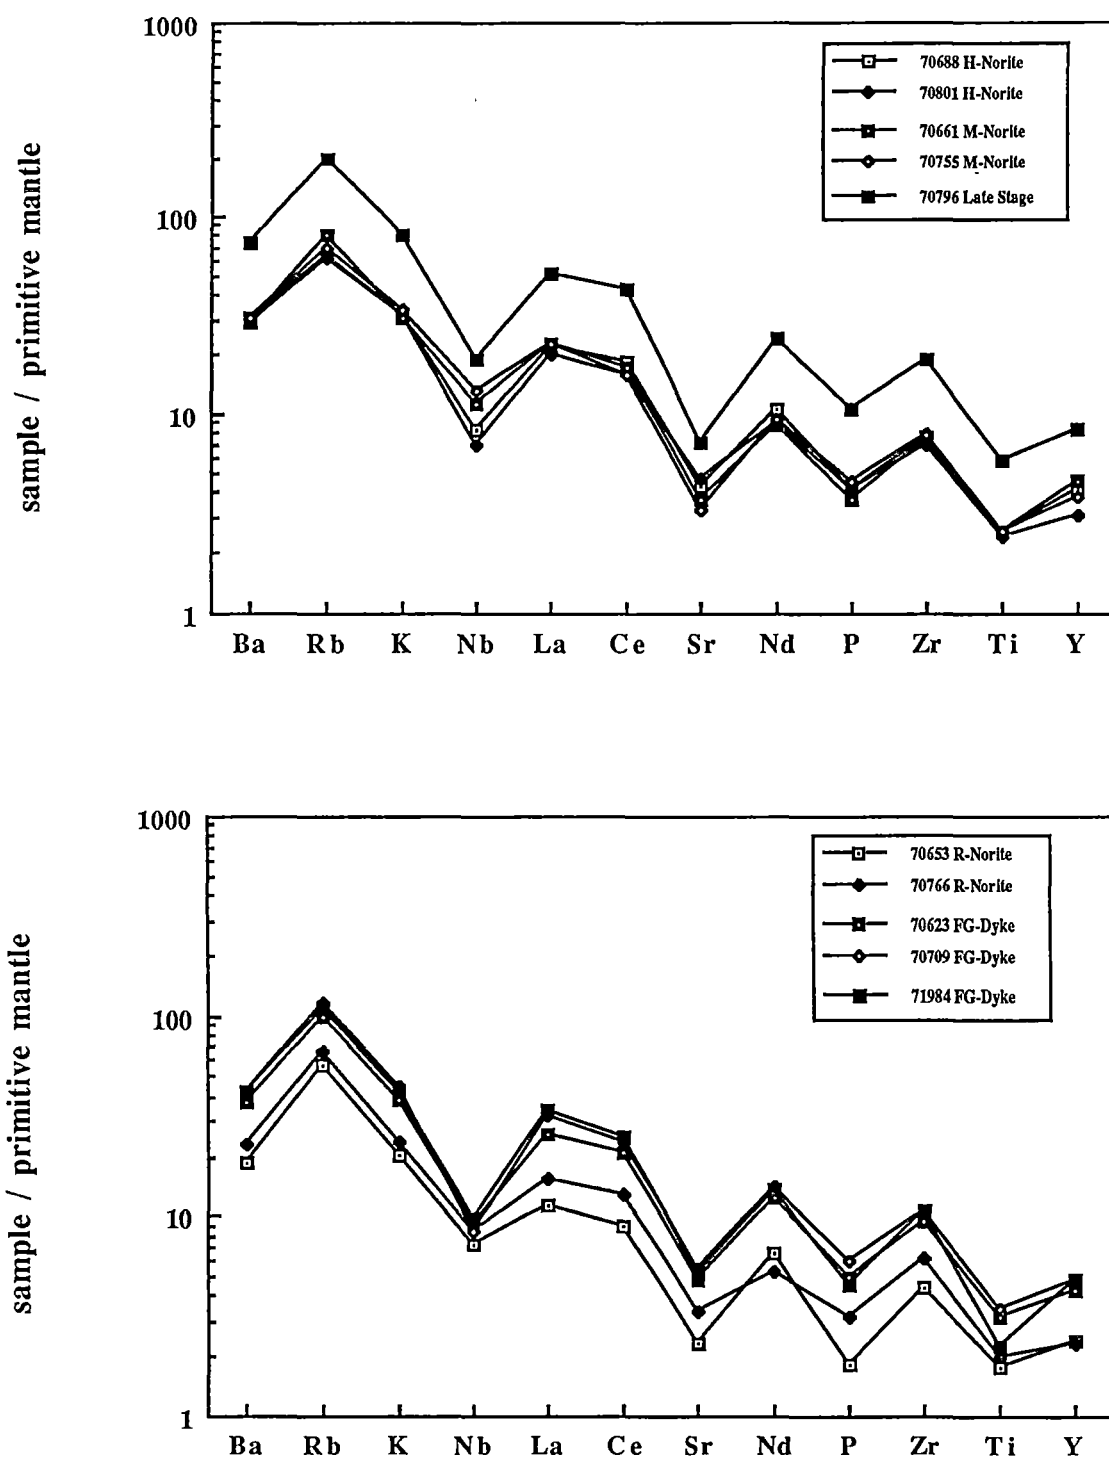 1000
100
10
1
sample / primitive mantle
70688 H-Norite
70801 H-Norite
70661 M-Norite
70755 M-Norite
70796 Late Stage
Ba Rb K Nb La Ce Sr Nd P Zr Ti Y
1000
100
10
1
sample / primitive mantle
70653 R-Norite
70766 R-Norite
70623 FG-Dyke
70709 FG-Dyke
71984 FG-Dyke
Ba Rb K Nb La Ce Sr Nd P Zr Ti Y